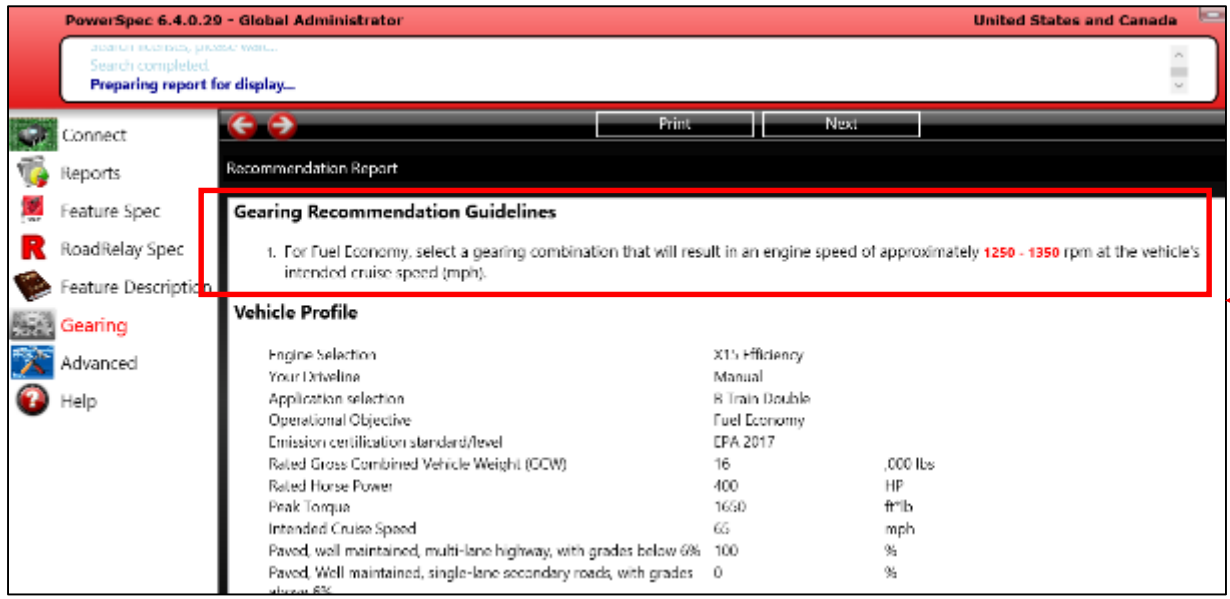 PowerSpec 6.4.0.29 - Global Administrator
United States and Canada
Search licenses, please wait...
Search completed.
Preparing report for display...
Connect
Reports
Feature Spec
RoadRelay Spec
Feature Description
Gearing
Advanced
Help
Print
Next
Recommendation Report
Gearing Recommendation Guidelines
1. For Fuel Economy, select a gearing combination that will result in an engine speed of approximately 1250 - 1350 rpm at the vehicle's
intended cruise speed (mph).
Vehicle Profile
Engine Selection X15 Efficiency
Your Driveline Manual
Application selection B Train Double
Operational Objective Fuel Economy
Emission certification standard/level EPA 2017
Rated Gross Combined Vehicle Weight (GCW) 16 ,000 lbs
Rated Horse Power 400 HP
Peak Torque 1650 ft*lb
Intended Cruise Speed 65 mph
Paved, well maintained, multi-lane highway, with grades below 6% 100 %
Paved, Well maintained, single-lane secondary roads, with grades 0 %
above 6%